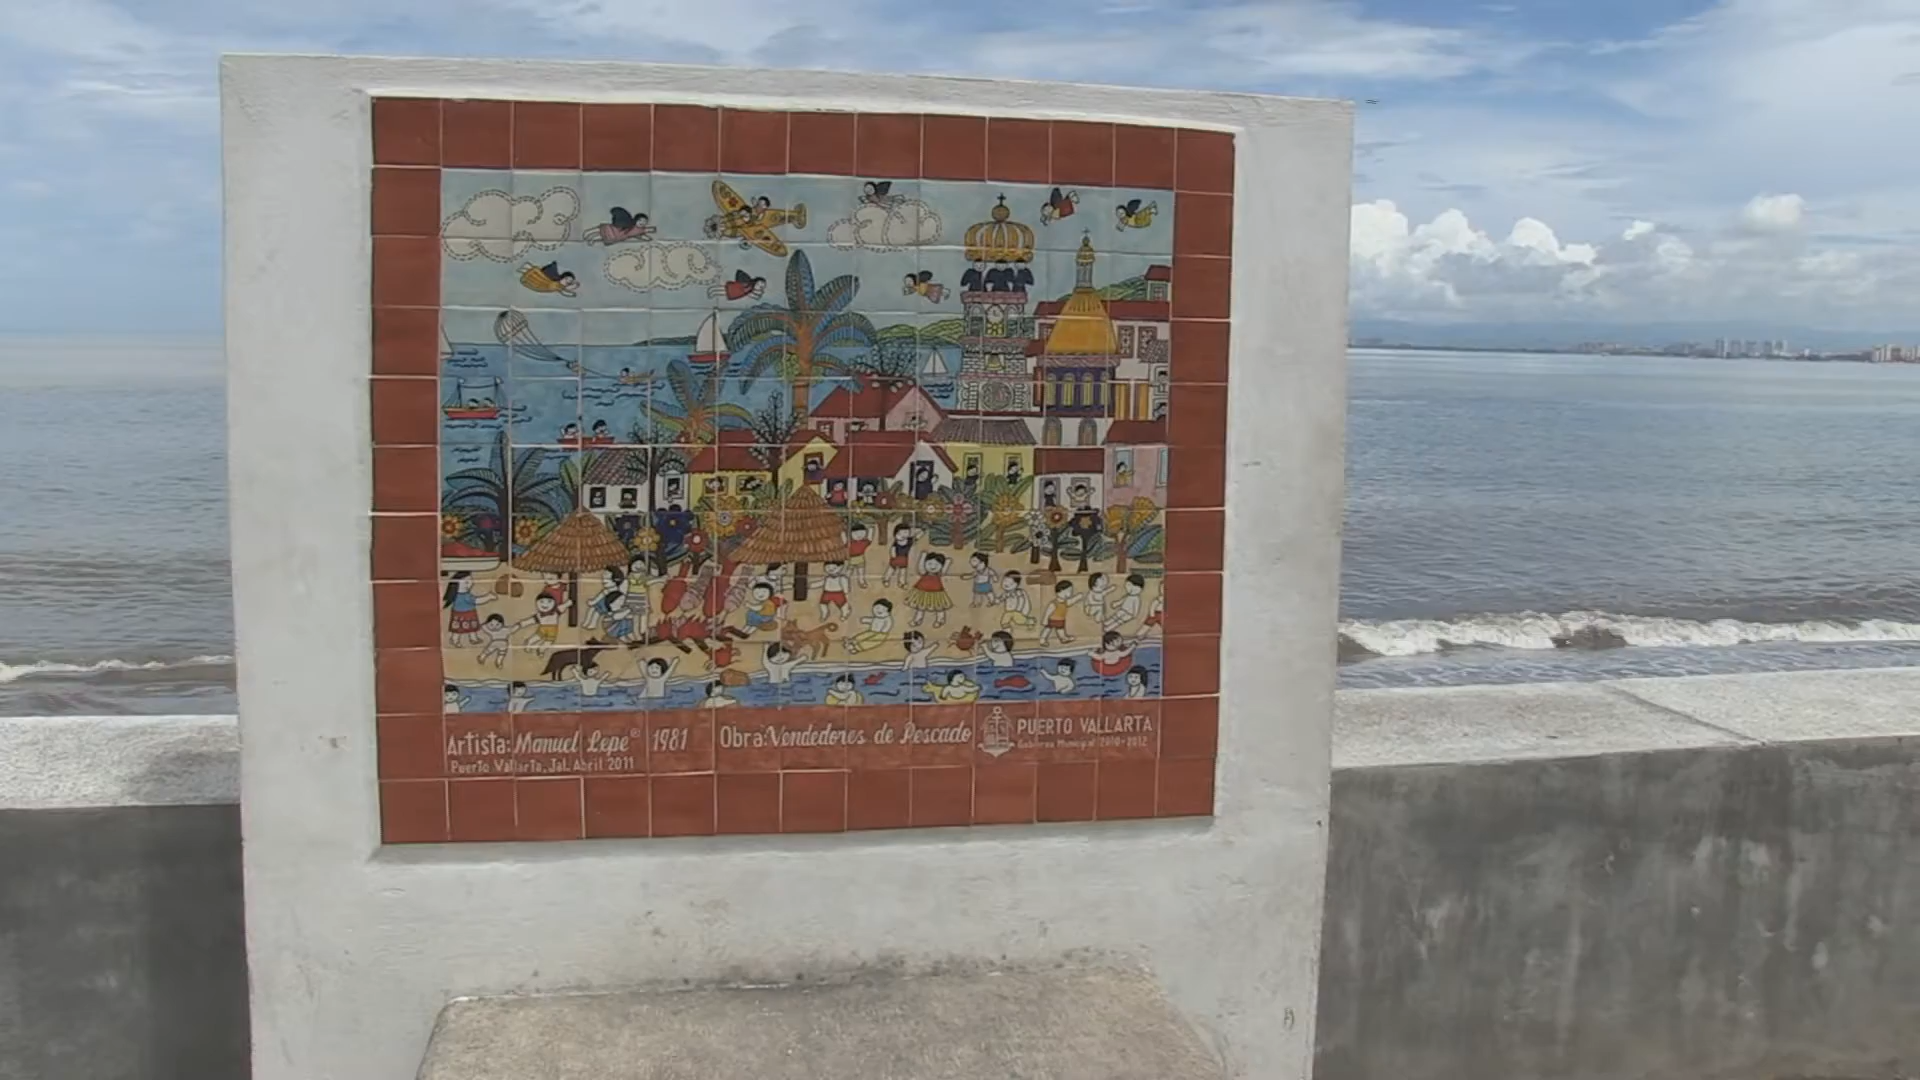 Artista: Manuel Lepe® 1981 Obra: Vendedores de Pescado PUERTO VALLARTA
Puerto Vallarta, Jal. Abril 2011 Gobierno Municipal 2010-2012